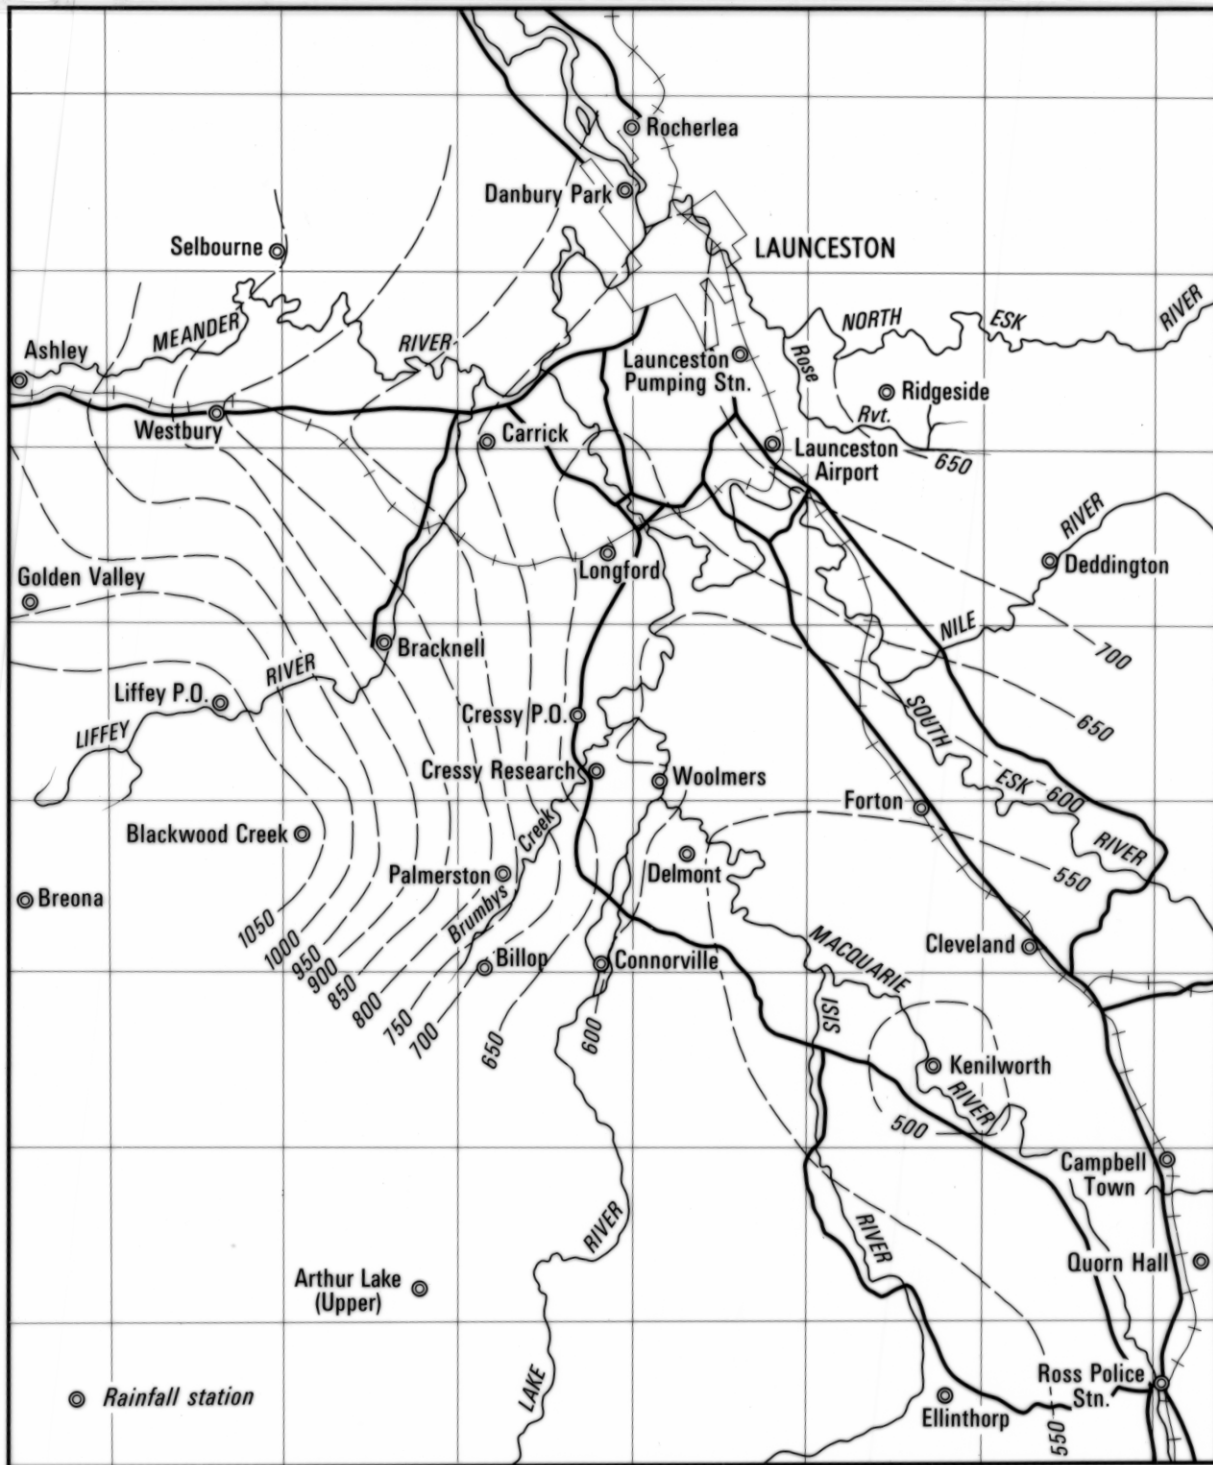 Rocherlea
Danbury Park
Selbourne
LAUNCESTON
MEANDER
RIVER
NORTH
ESK
RIVER
Ashley
Launceston
Pumping Stn.
Rose
Ridgeside
Westbury
Carrick
Rvt.
Launceston
Airport
650
RIVER
Golden Valley
Longford
Deddington
NILE
Bracknell
700
RIVER
Liffey P.O.
LIFFEY
Cressy P.O.
SOUTH
650
Cressy Research
Woolmers
ESK
600
Forton
Blackwood Creek
Creek
RIVER
Palmerston
Delmont
550
Breona
Brumbys
1050
1000
950
900
850
800
750
700
650
600
Billop
Connorville
MACQUARIE
Cleveland
ISIS
Kenilworth
RIVER
500
Campbell
Town
RIVER
RIVER
Quorn Hall
Arthur Lake
(Upper)
LAKE
Ross Police
Stn.
Rainfall station
Ellinthorp
550